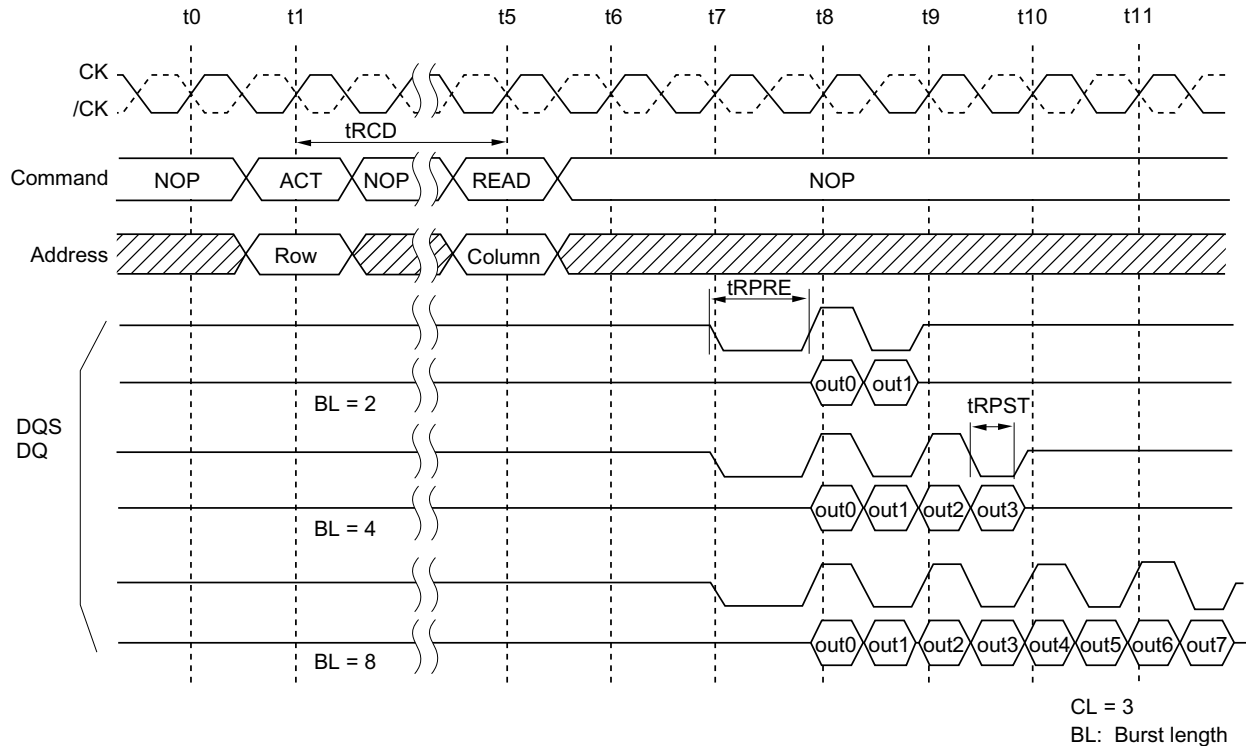 t0 t1 t5 t6 t7 t8 t9 t10 t11
CK
/CK
tRCD
Command NOP ACT NOP READ NOP
Address Row Column
tRPRE
out0 out1
BL = 2
tRPST
DQS
DQ
out0 out1 out2 out3
BL = 4
out0 out1 out2 out3 out4 out5 out6 out7
BL = 8
CL = 3
BL: Burst length